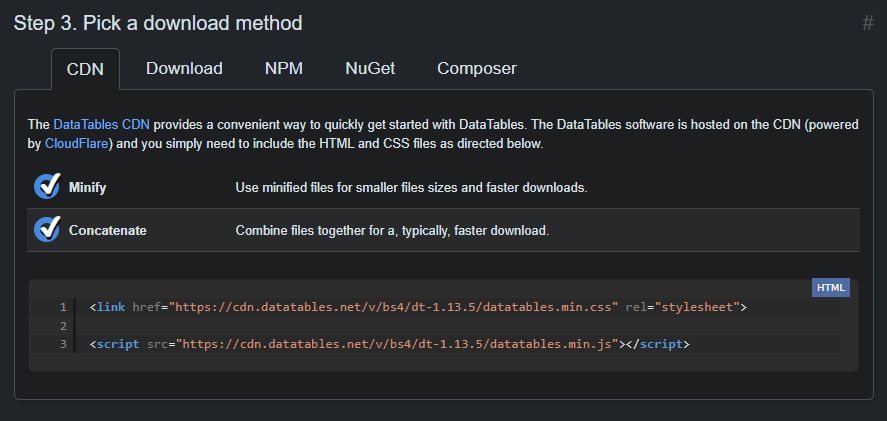 Step 3. Pick a download method #
CDN Download NPM NuGet Composer
The DataTables CDN provides a convenient way to quickly get started with DataTables. The DataTables software is hosted on the CDN (powered
by CloudFlare) and you simply need to include the HTML and CSS files as directed below.
Minify Use minified files for smaller files sizes and faster downloads.
Concatenate Combine files together for a, typically, faster download.
HTML
1 <link href="https://cdn.datatables.net/v/bs4/dt-1.13.5/datatables.min.css" rel="stylesheet">
2
3 <script src="https://cdn.datatables.net/v/bs4/dt-1.13.5/datatables.min.js"></script>